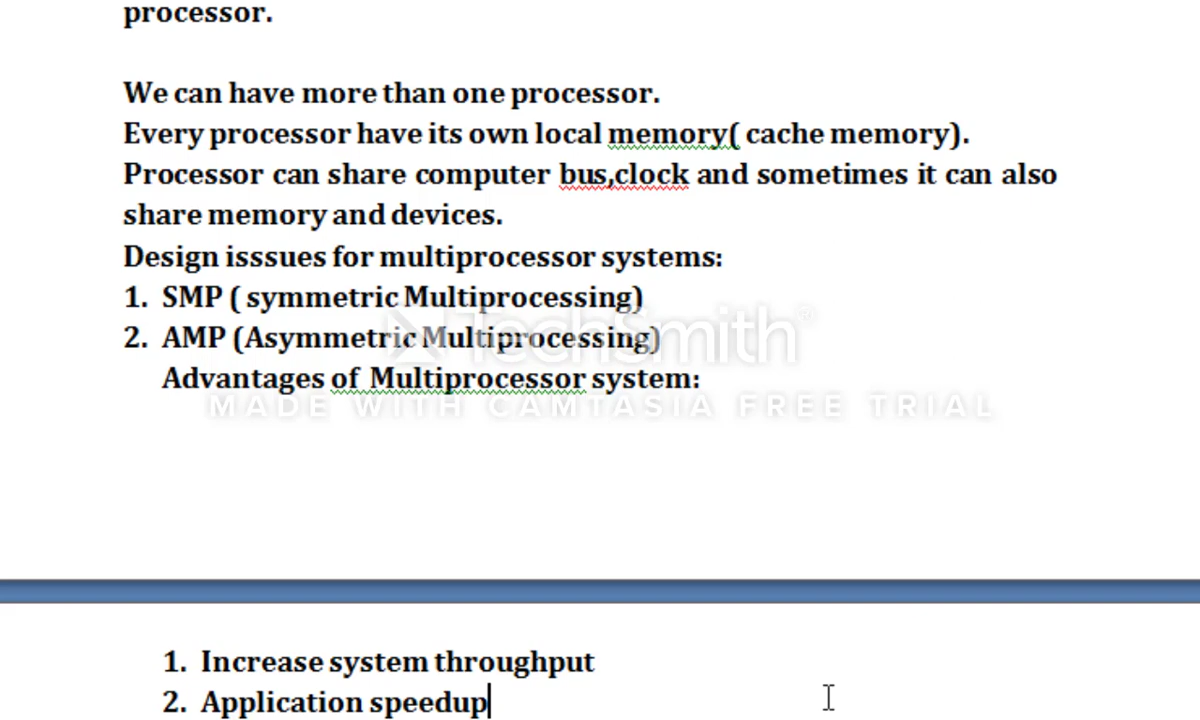 processor.
We can have more than one processor.
Every processor have its own local memory( cache memory).
Processor can share computer bus,clock and sometimes it can also
share memory and devices.
Design isssues for multiprocessor systems:
1. SMP ( symmetric Multiprocessing)
2. AMP (Asymmetric Multiprocessing)
TechSmith®
Advantages of Multiprocessor system:
MADE WITH CAMTASIA FREE TRIAL
1. Increase system throughput
2. Application speedup